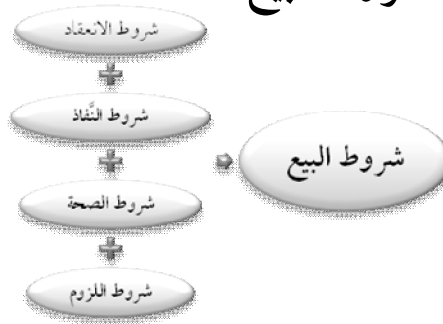 شروط الانعقاد
شروط النَّفاذ
شروط البيع
شروط الصحة
شروط اللزوم